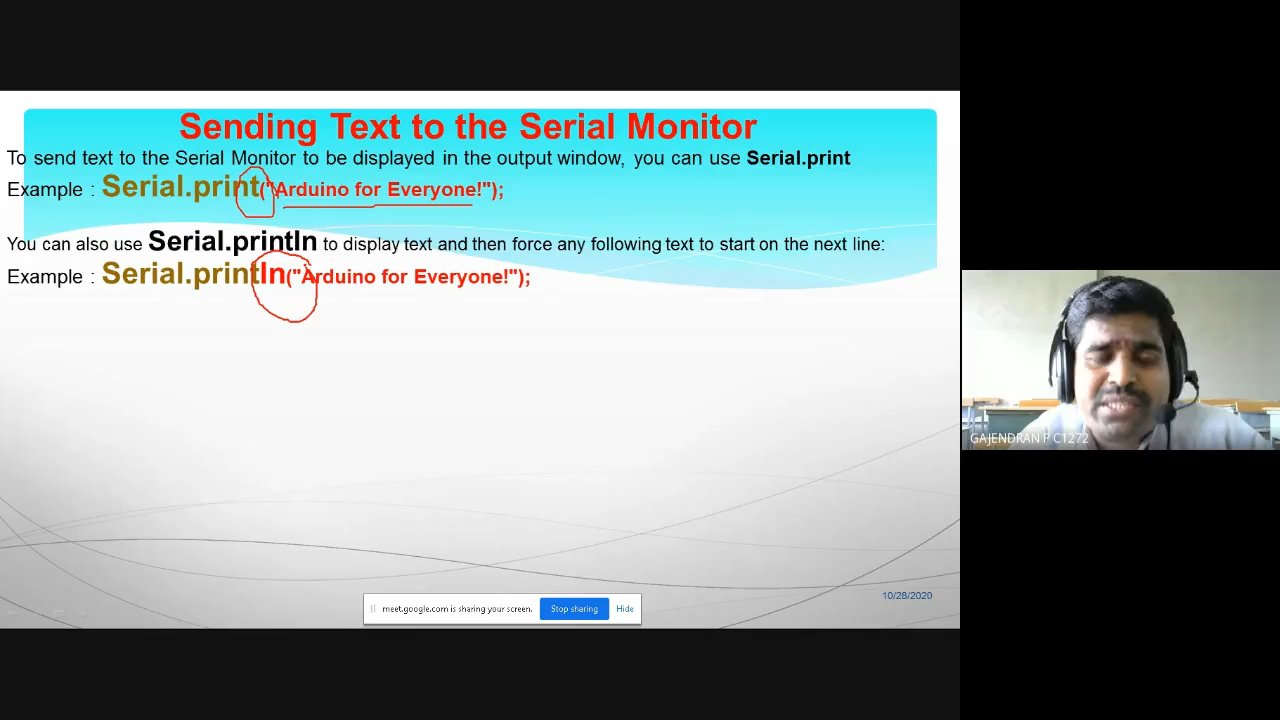 Sending Text to the Serial Monitor
To send text to the Serial Monitor to be displayed in the output window, you can use Serial.print
Example : Serial.print("Arduino for Everyone!");
You can also use Serial.println to display text and then force any following text to start on the next line:
Example : Serial.println("Arduino for Everyone!");
GAJENDRAN P C1272
10/28/2020
meet.google.com is sharing your screen. Stop sharing Hide